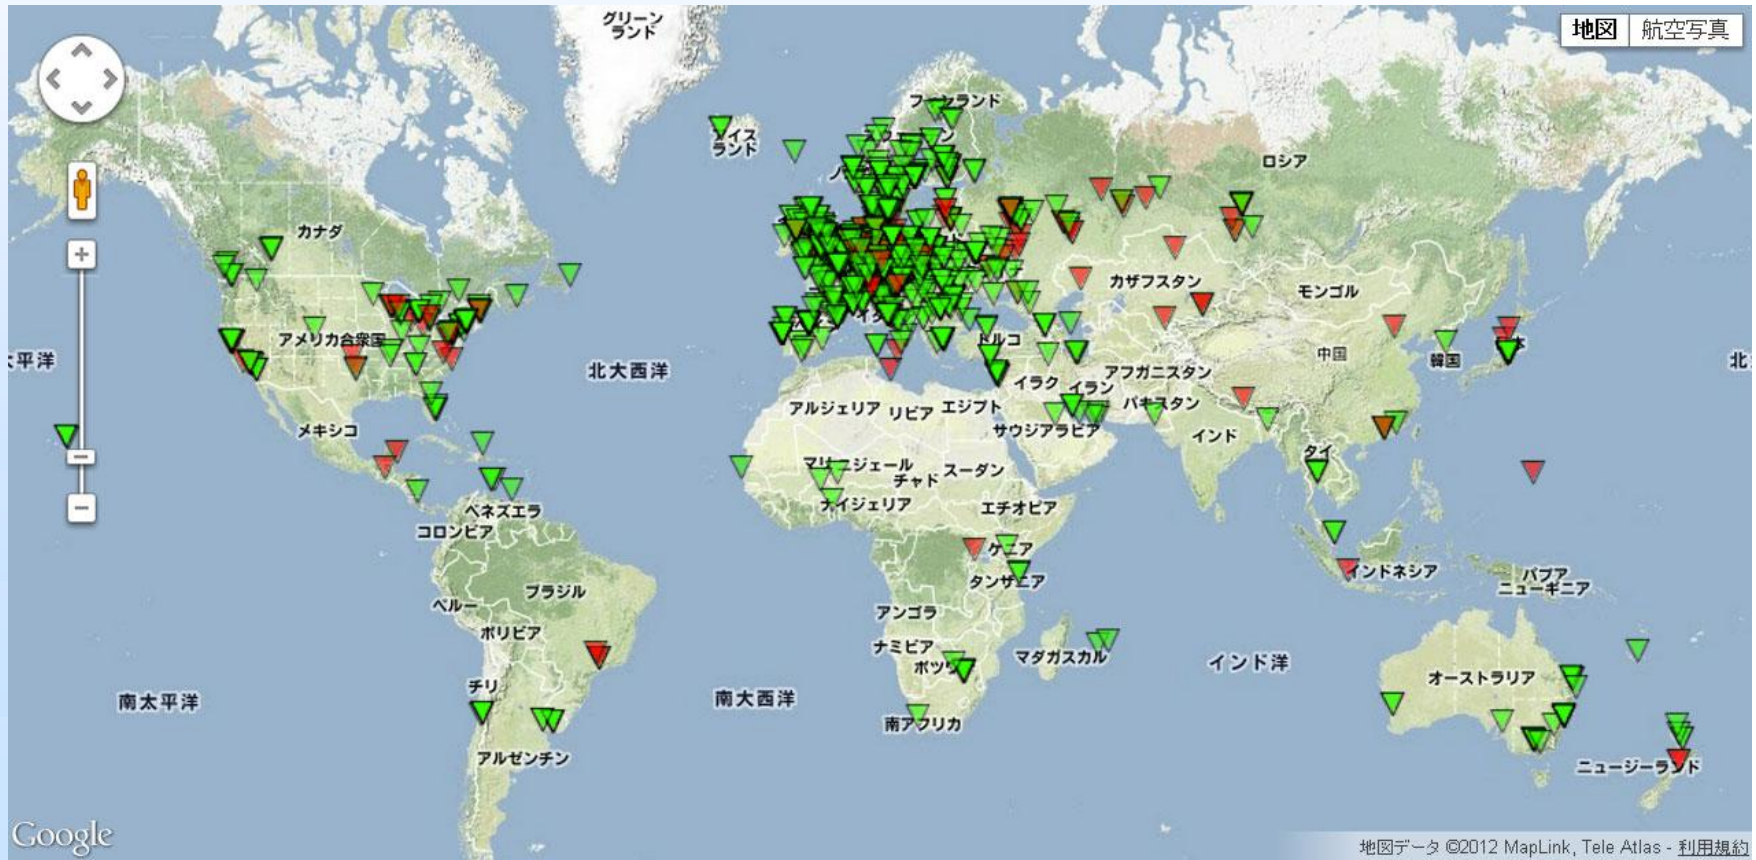 グリーン
ランド
地図
航空写真
フィンランド
アイス
ランド
ロシア
カナダ
カザフスタン
モンゴル
アメリカ合衆国
トルコ
中国
韓国
北大西洋
イラク
イラン
アフガニスタン
パキスタン
アルジェリア
リビア
エジプト
サウジアラビア
インド
メキシコ
タイ
マリ
ニジェール
チャド
スーダン
ナイジェリア
エチオピア
ベネズエラ
コロンビア
ケニア
タンザニア
インドネシア
パプア
ニューギニア
ブラジル
ペルー
アンゴラ
ボリビア
ナミビア
マダガスカル
インド洋
オーストラリア
チリ
南太平洋
南大西洋
南アフリカ
アルゼンチン
ニュージーランド
Google
地図データ ©2012 MapLink, Tele Atlas - 利用規約